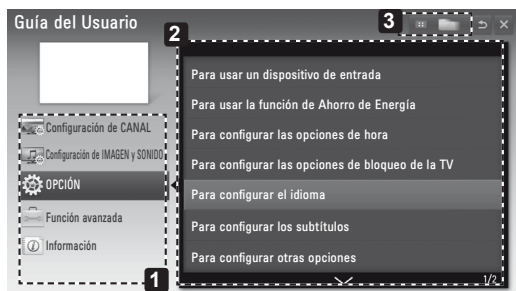 Guía del Usuario
3
2
Configuración de CANAL
Configuración de IMAGEN y SONIDO
OPCIÓN
Función avanzada
Información
1
Para usar un dispositivo de entrada
Para usar la función de Ahorro de Energía
Para configurar las opciones de hora
Para configurar las opciones de bloqueo de la TV
Para configurar el idioma
Para configurar los subtítulos
Para configurar otras opciones
1/2